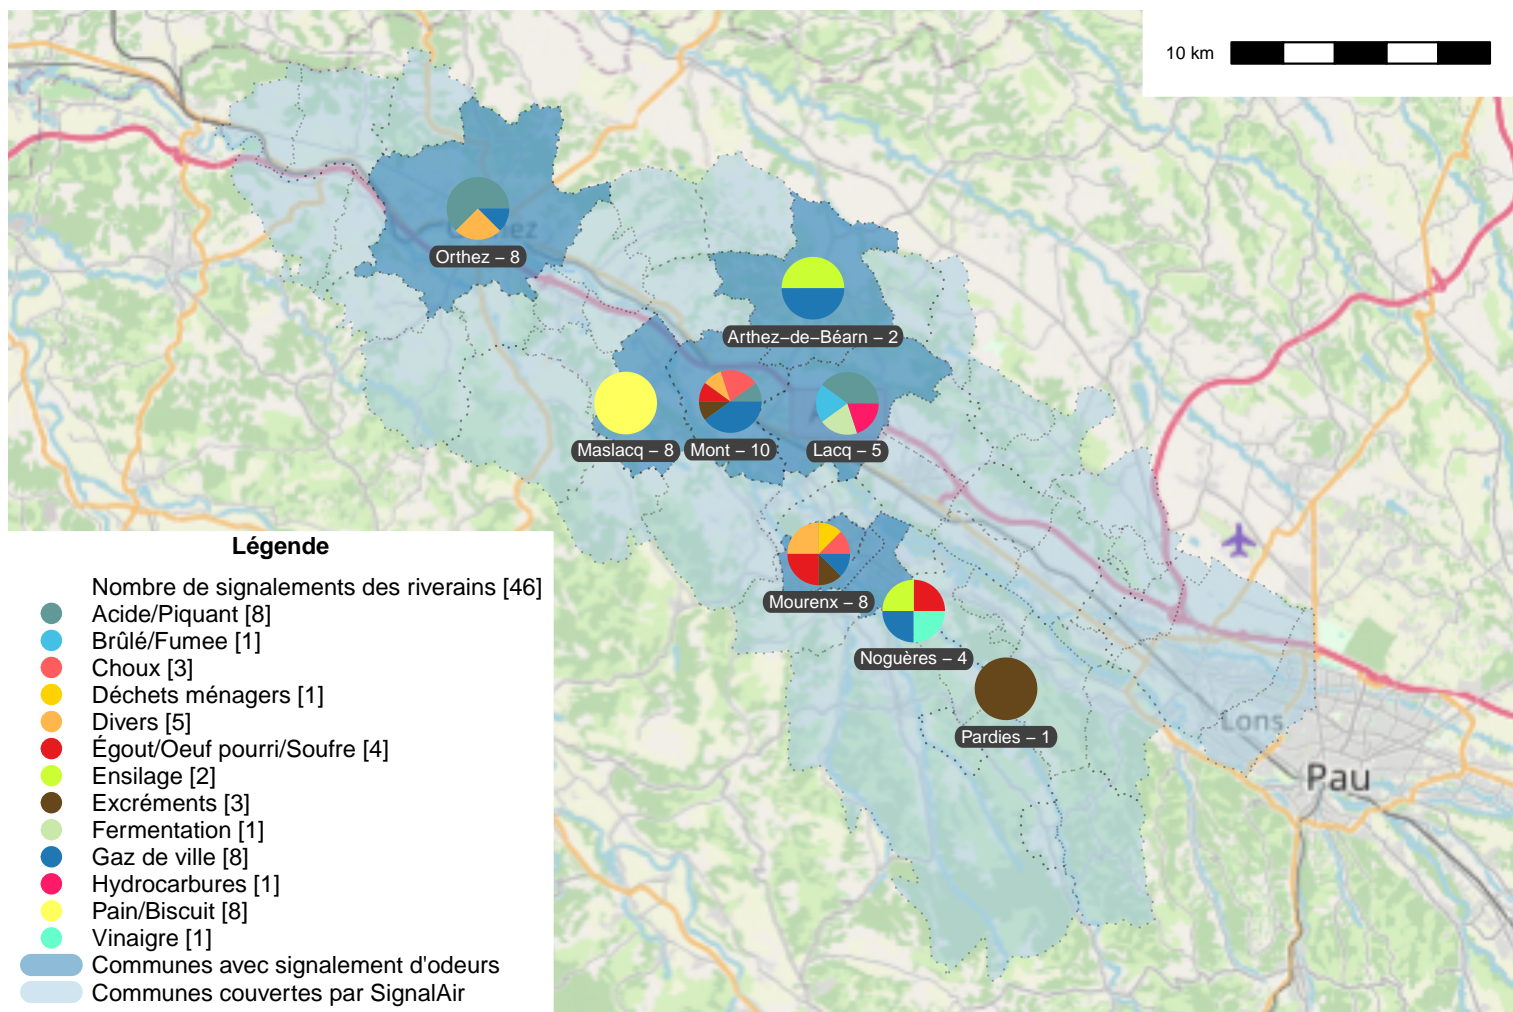 10 km
Orthez – 8
Arthez–de–Béarn – 2
Maslacq – 8
Mont – 10
Lacq – 5
Mourenx – 8
Noguères – 4
Pardies – 1
Lons
Pau
Légende
Nombre de signalements des riverains [46]
Acide/Piquant [8]
Brûlé/Fumee [1]
Choux [3]
Déchets ménagers [1]
Divers [5]
Égout/Oeuf pourri/Soufre [4]
Ensilage [2]
Excréments [3]
Fermentation [1]
Gaz de ville [8]
Hydrocarbures [1]
Pain/Biscuit [8]
Vinaigre [1]
Communes avec signalement d'odeurs
Communes couvertes par SignalAir